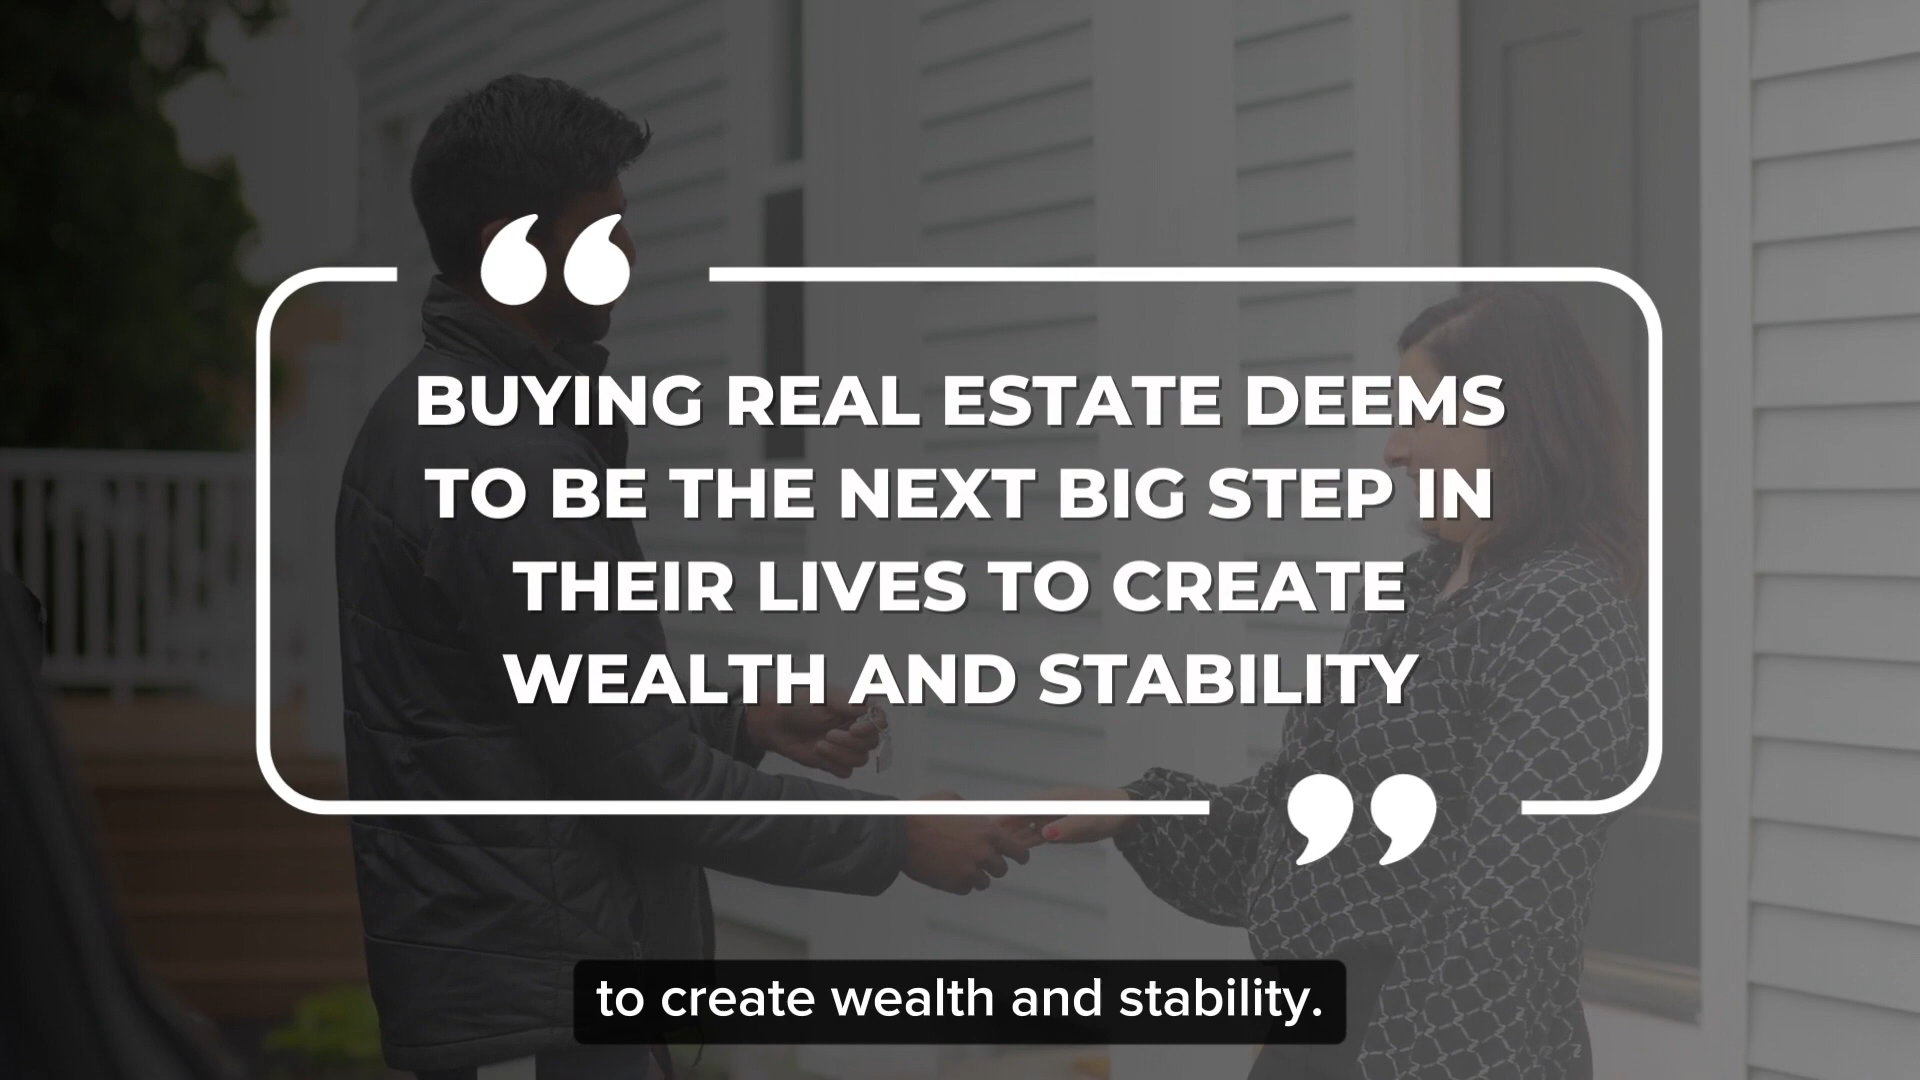 “
BUYING REAL ESTATE DEEMS
TO BE THE NEXT BIG STEP IN
THEIR LIVES TO CREATE
WEALTH AND STABILITY
”
to create wealth and stability.